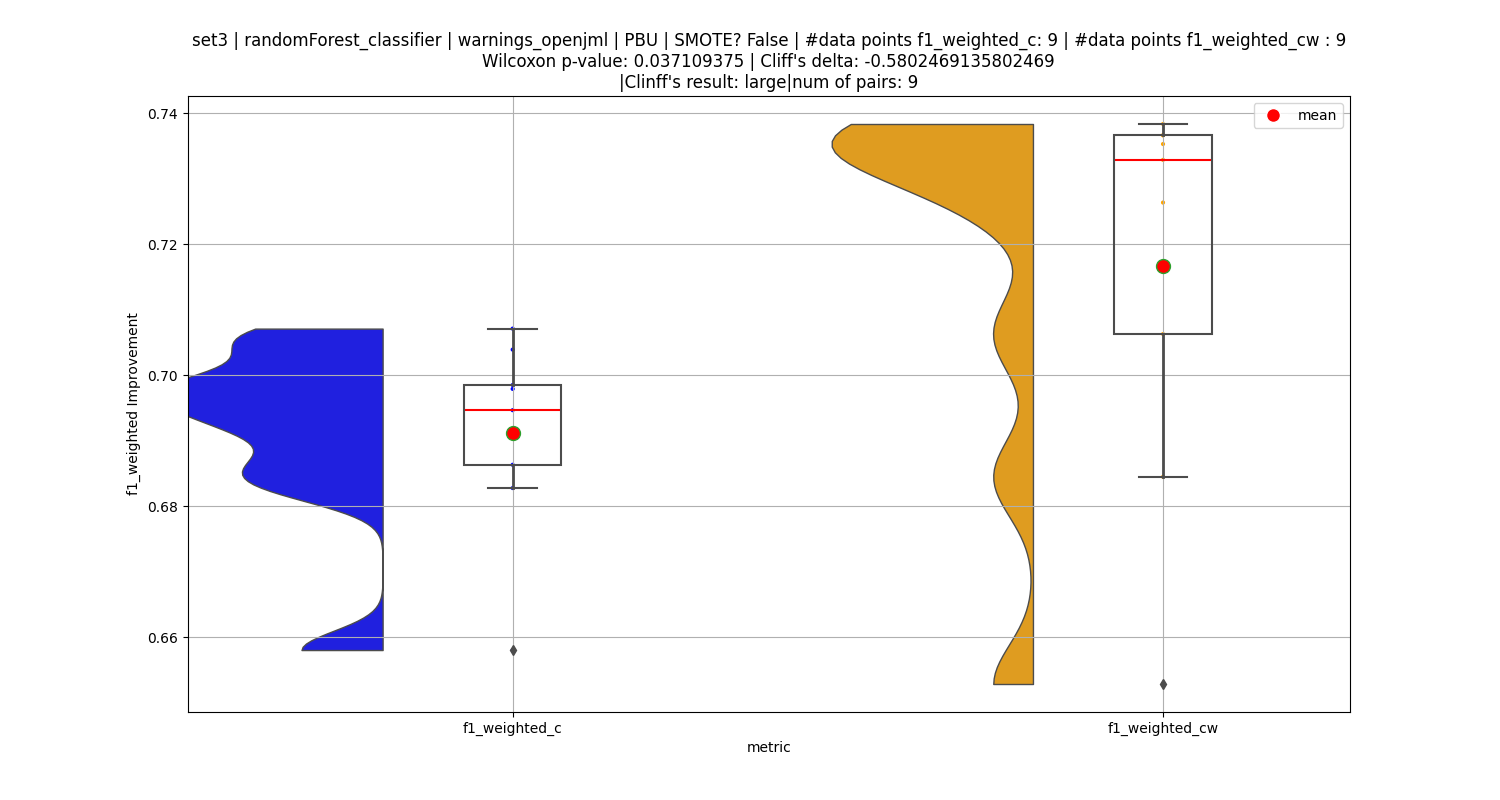 set3 | randomForest_classifier | warnings_openjml | PBU | SMOTE? False | #data points f1_weighted_c: 9 | #data points f1_weighted_cw : 9
Wilcoxon p-value: 0.037109375 | Cliff's delta: -0.5802469135802469
|Clinff's result: large|num of pairs: 9
mean
0.74
0.72
0.70
0.68
0.66
f1_weighted Improvement
f1_weighted_c
f1_weighted_cw
metric